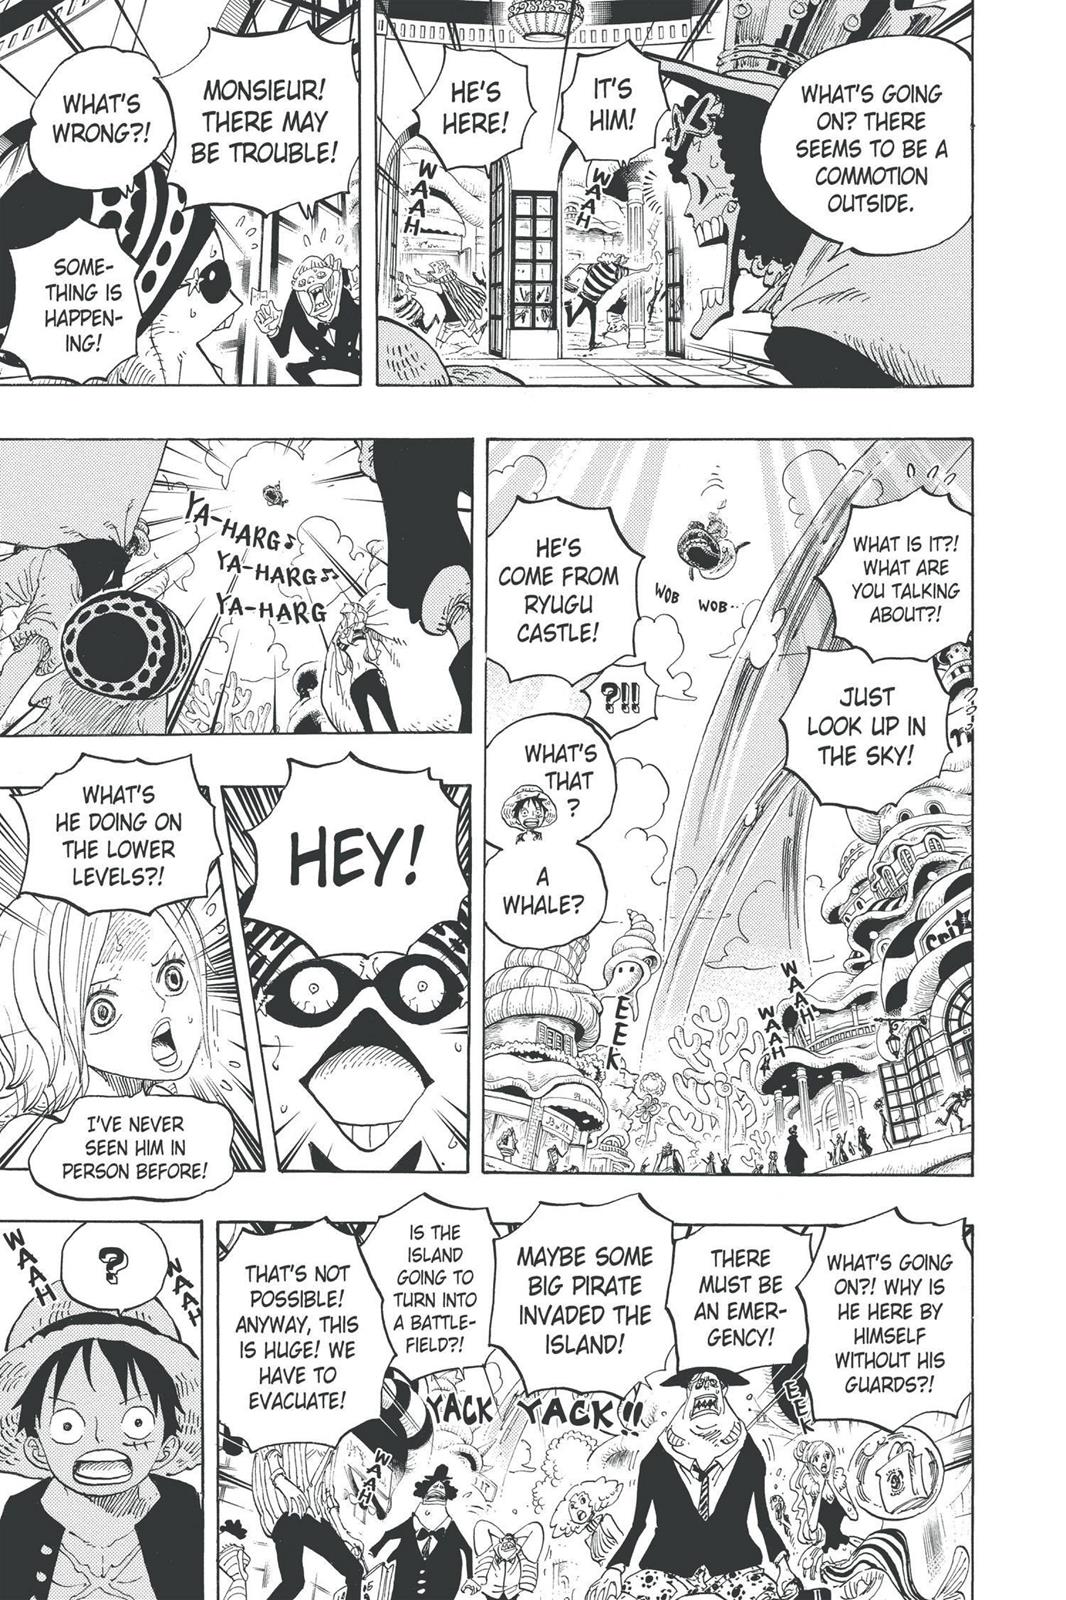 WHAT'S GOING
ON? THERE
SEEMS TO BE A
COMMOTION
OUTSIDE.
IT'S
HIM!
HE'S
HERE!
WAAH
WAAH
MONSIEUR!
THERE MAY
BE TROUBLE!
WHAT'S
WRONG?!
SOME-
THING IS
HAPPEN-
ING!
WHAT IS IT?!
WHAT ARE
YOU TALKING
ABOUT?!
JUST
LOOK UP IN
THE SKY!
HE'S
COME FROM
RYUGU
CASTLE!
WOB WOB...
?!!
WHAT'S
THAT
?
A
WHALE?
EEK
WAAH
WAAH
Cri
YA-HARG♪
YA-HARG♫
YA-HARG
HEY!
WHAT'S
HE DOING ON
THE LOWER
LEVELS?!
I'VE NEVER
SEEN HIM IN
PERSON BEFORE!
WHAT'S GOING
ON?! WHY IS
HE HERE BY
HIMSELF
WITHOUT HIS
GUARDS?!
THERE
MUST BE
AN EMER-
GENCY!
MAYBE SOME
BIG PIRATE
INVADED THE
ISLAND!
IS THE
ISLAND
GOING TO
TURN INTO
A BATTLE-
FIELD?!
THAT'S NOT
POSSIBLE!
ANYWAY, THIS
IS HUGE! WE
HAVE TO
EVACUATE!
EEK
YACK YACK!!
WAAH
?
WAAH
WAAH